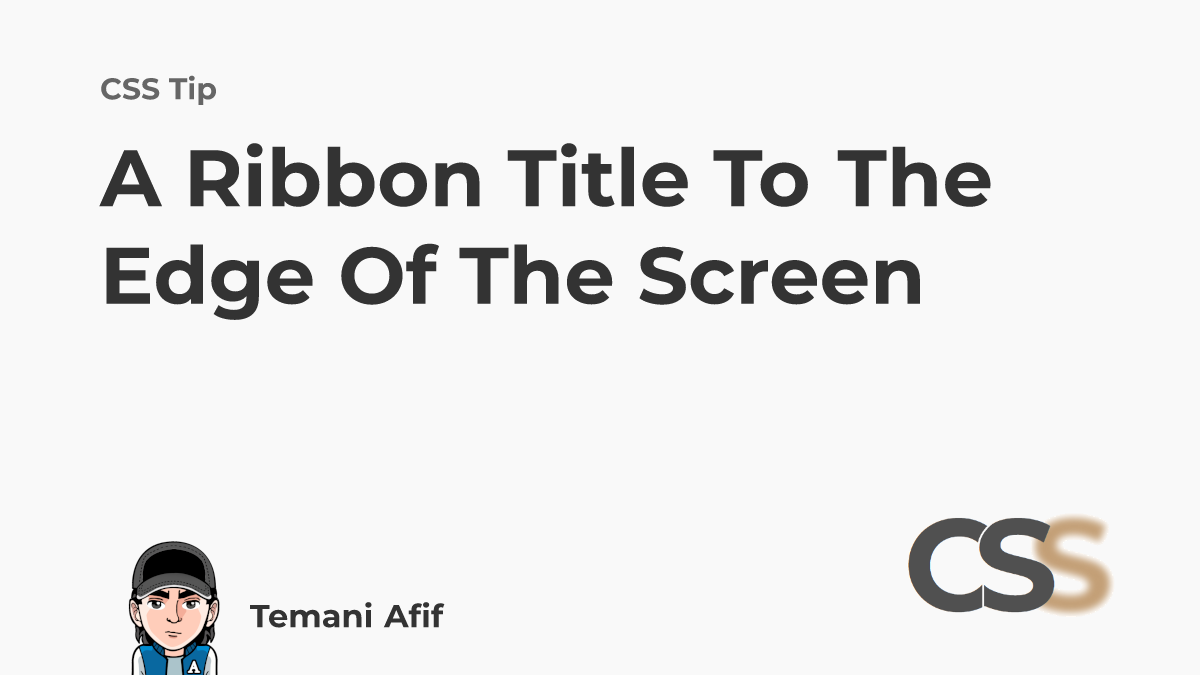 CSS Tip
A Ribbon Title To The
Edge Of The Screen
A
Temani Afif
CSS